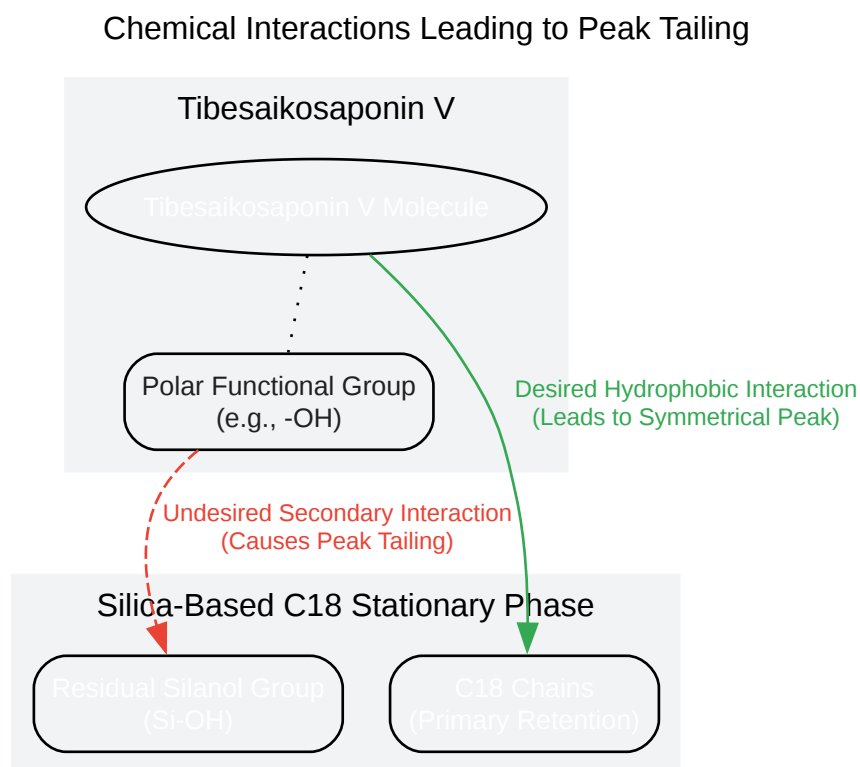 Chemical Interactions Leading to Peak Tailing
Tibesaikosaponin V
Tibesaikosaponin V Molecule
Polar Functional Group
(e.g., -OH)
Desired Hydrophobic Interaction
(Leads to Symmetrical Peak)
Undesired Secondary Interaction
(Causes Peak Tailing)
Silica-Based C18 Stationary Phase
Residual Silanol Group
(Si-OH)
C18 Chains
(Primary Retention)